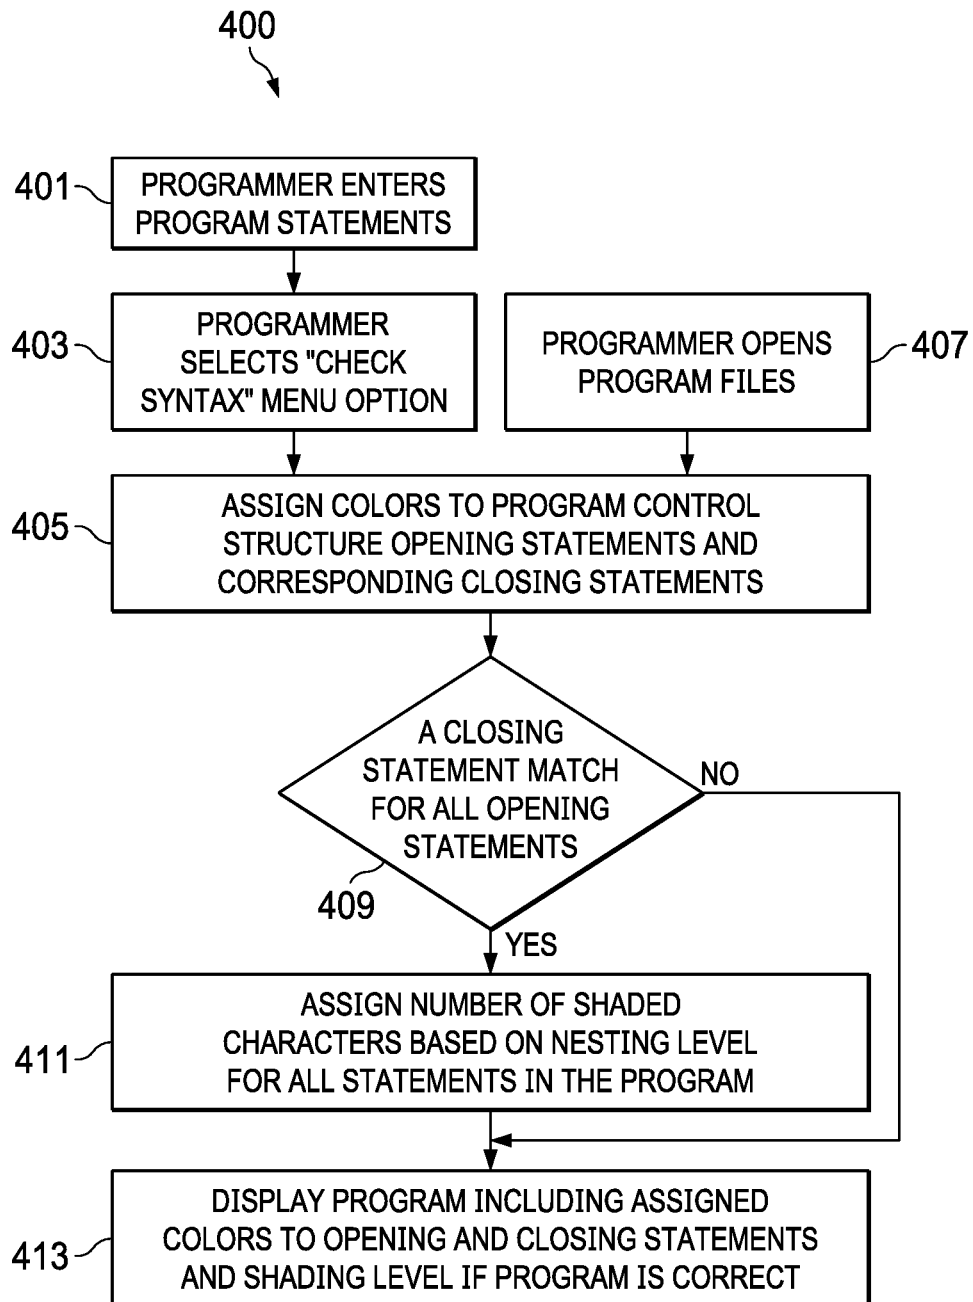 400
401
PROGRAMMER ENTERS
PROGRAM STATEMENTS
403
PROGRAMMER
SELECTS "CHECK
SYNTAX" MENU OPTION
PROGRAMMER OPENS
PROGRAM FILES
407
405
ASSIGN COLORS TO PROGRAM CONTROL
STRUCTURE OPENING STATEMENTS AND
CORRESPONDING CLOSING STATEMENTS
A CLOSING
STATEMENT MATCH
FOR ALL OPENING
STATEMENTS
NO
409
YES
411
ASSIGN NUMBER OF SHADED
CHARACTERS BASED ON NESTING LEVEL
FOR ALL STATEMENTS IN THE PROGRAM
413
DISPLAY PROGRAM INCLUDING ASSIGNED
COLORS TO OPENING AND CLOSING STATEMENTS
AND SHADING LEVEL IF PROGRAM IS CORRECT